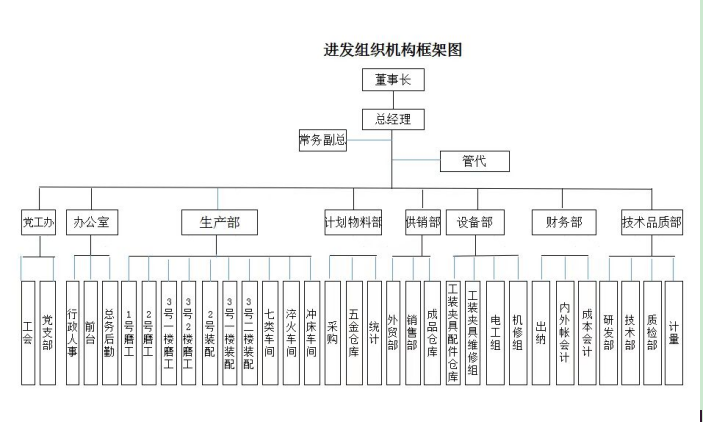 进发组织机构框架图
董事长
总经理
常务副总
管代
党工办
办公室
生产部
计划物料部
供销部
设备部
财务部
技术品质部
工会
党支部
行政人事
前台
总务后勤
1号磨工
2号磨工
3号一楼磨工
3号2楼磨工
2号装配
3号一楼装配
3号二楼装配
七类车间
淬火车间
冲床车间
采购
五金仓库
统计
外贸部
销售部
成品仓库
工装夹具配件仓库
工装夹具维修组
电工组
机修组
出纳
内外帐会计
成本会计
研发部
技术部
质检部
计量